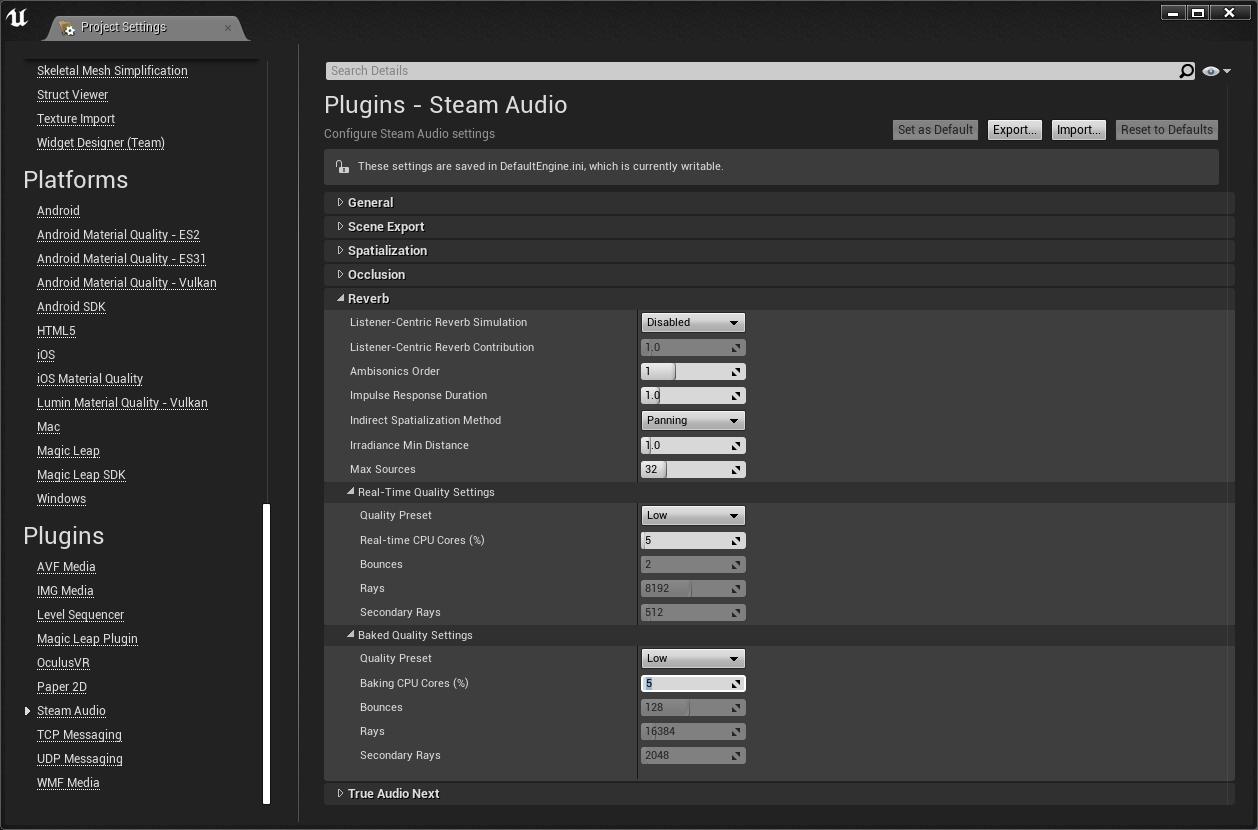 Project Settings
Skeletal Mesh Simplification
Struct Viewer
Texture Import
Widget Designer (Team)
Platforms
Android
Android Material Quality - ES2
Android Material Quality - ES31
Android Material Quality - Vulkan
Android SDK
HTML5
iOS
iOS Material Quality
Lumin Material Quality - Vulkan
Mac
Magic Leap
Magic Leap SDK
Windows
Plugins
AVF Media
IMG Media
Level Sequencer
Magic Leap Plugin
OculusVR
Paper 2D
Steam Audio
TCP Messaging
UDP Messaging
WMF Media
Search Details
Plugins - Steam Audio
Configure Steam Audio settings
Set as Default Export... Import... Reset to Defaults
These settings are saved in DefaultEngine.ini, which is currently writable.
General
Scene Export
Spatialization
Occlusion
Reverb
Listener-Centric Reverb Simulation Disabled
Listener-Centric Reverb Contribution 1.0
Ambisonics Order 1
Impulse Response Duration 1.0
Indirect Spatialization Method Panning
Irradiance Min Distance 1.0
Max Sources 32
Real-Time Quality Settings
Quality Preset Low
Real-time CPU Cores (%) 5
Bounces 2
Rays 8192
Secondary Rays 512
Baked Quality Settings
Quality Preset Low
Baking CPU Cores (%) 5
Bounces 128
Rays 16384
Secondary Rays 2048
True Audio Next